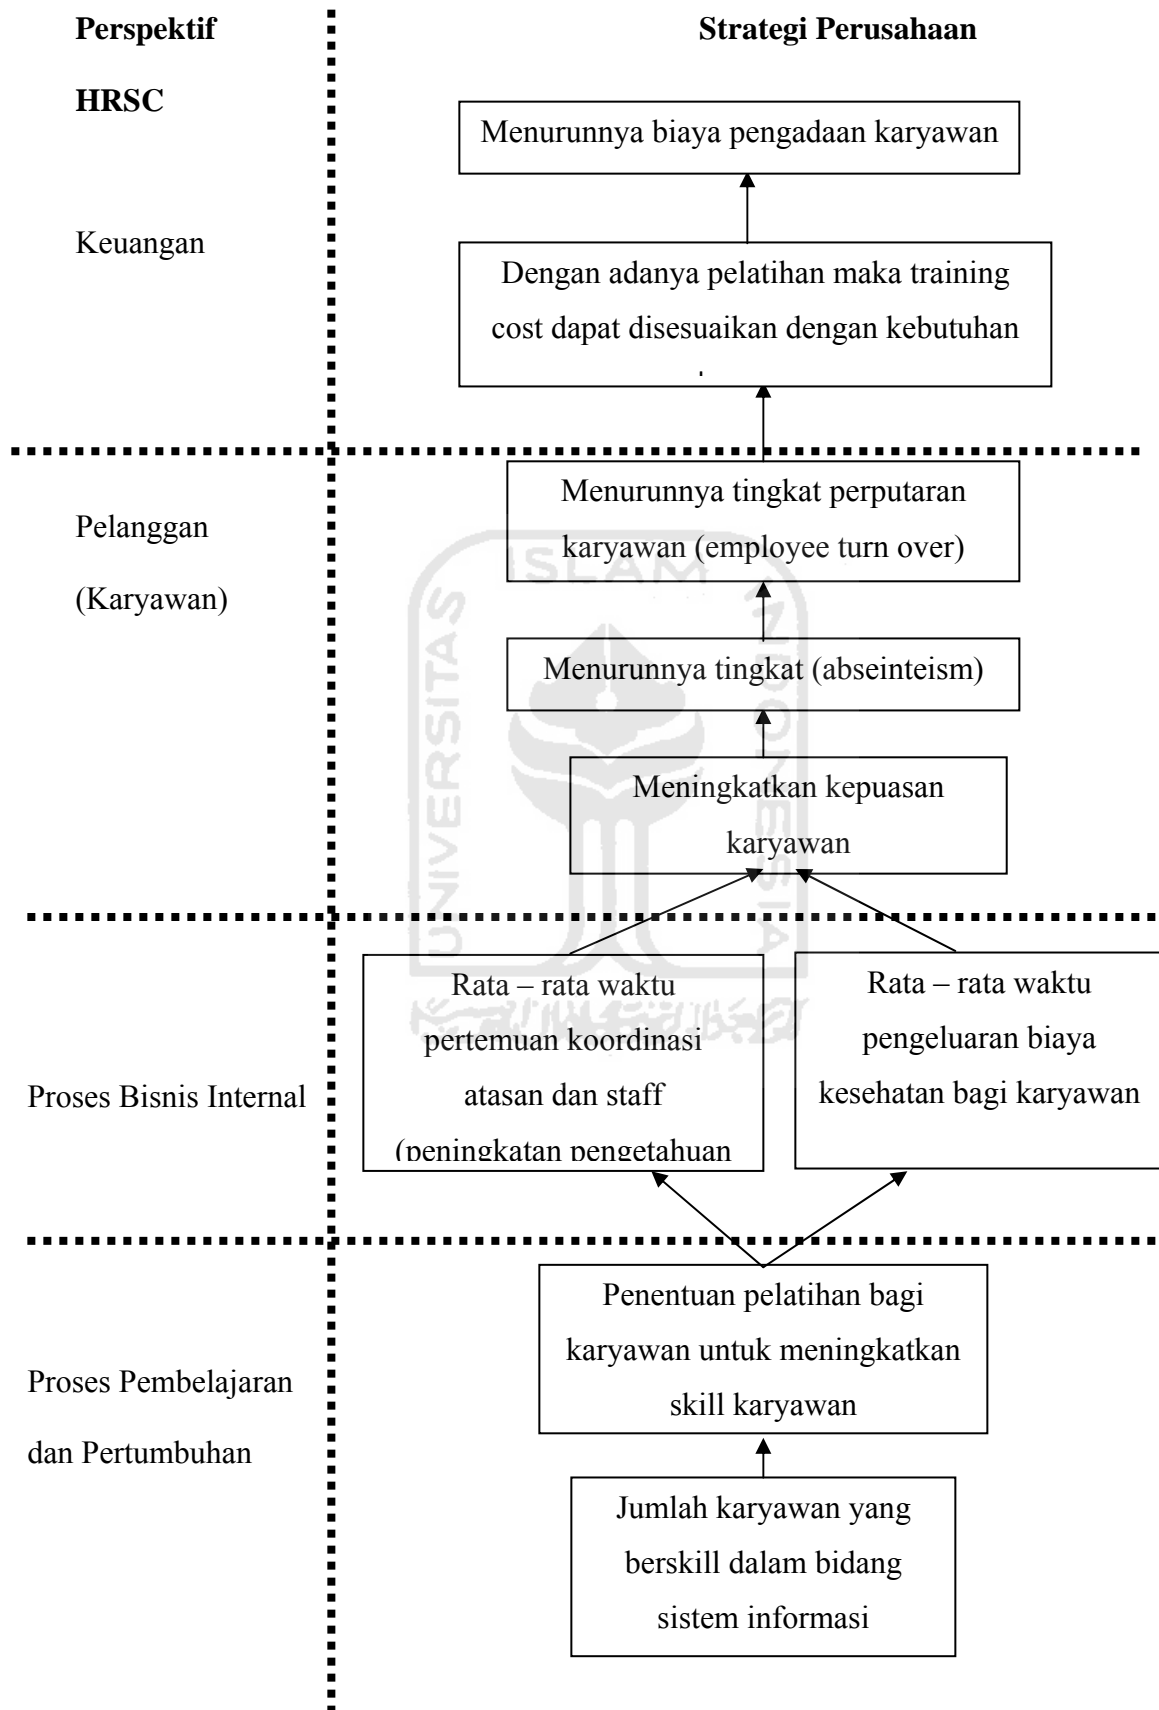 Perspektif
HRSC
Strategi Perusahaan
Menurunnya biaya pengadaan karyawan
Keuangan
Dengan adanya pelatihan maka training
cost dapat disesuaikan dengan kebutuhan
Pelanggan
(Karyawan)
Menurunnya tingkat perputaran
karyawan (employee turn over)
Menurunnya tingkat (abseinteism)
Meningkatkan kepuasan
karyawan
UNIVERSITAS ISLAM INDONESIA
Proses Bisnis Internal
Rata – rata waktu
pertemuan koordinasi
atasan dan staff
(peningkatan pengetahuan
Rata – rata waktu
pengeluaran biaya
kesehatan bagi karyawan
Proses Pembelajaran
dan Pertumbuhan
Penentuan pelatihan bagi
karyawan untuk meningkatkan
skill karyawan
Jumlah karyawan yang
berskill dalam bidang
sistem informasi